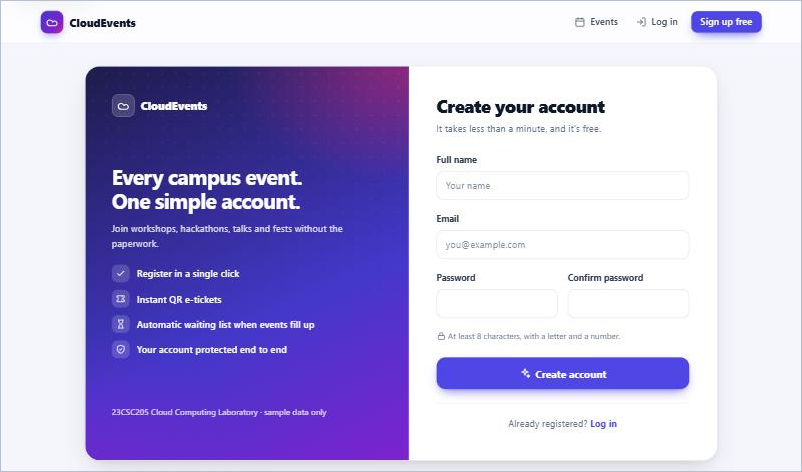 CloudEvents
Events
Log in
Sign up free
CloudEvents
Every campus event.
One simple account.
Join workshops, hackathons, talks and fests without the
paperwork.
Register in a single click
Instant QR e-tickets
Automatic waiting list when events fill up
Your account protected end to end
23CSC205 Cloud Computing Laboratory · sample data only
Create your account
It takes less than a minute, and it's free.
Full name
Your name
Email
you@example.com
Password
Confirm password
At least 8 characters, with a letter and a number.
Create account
Already registered? Log in